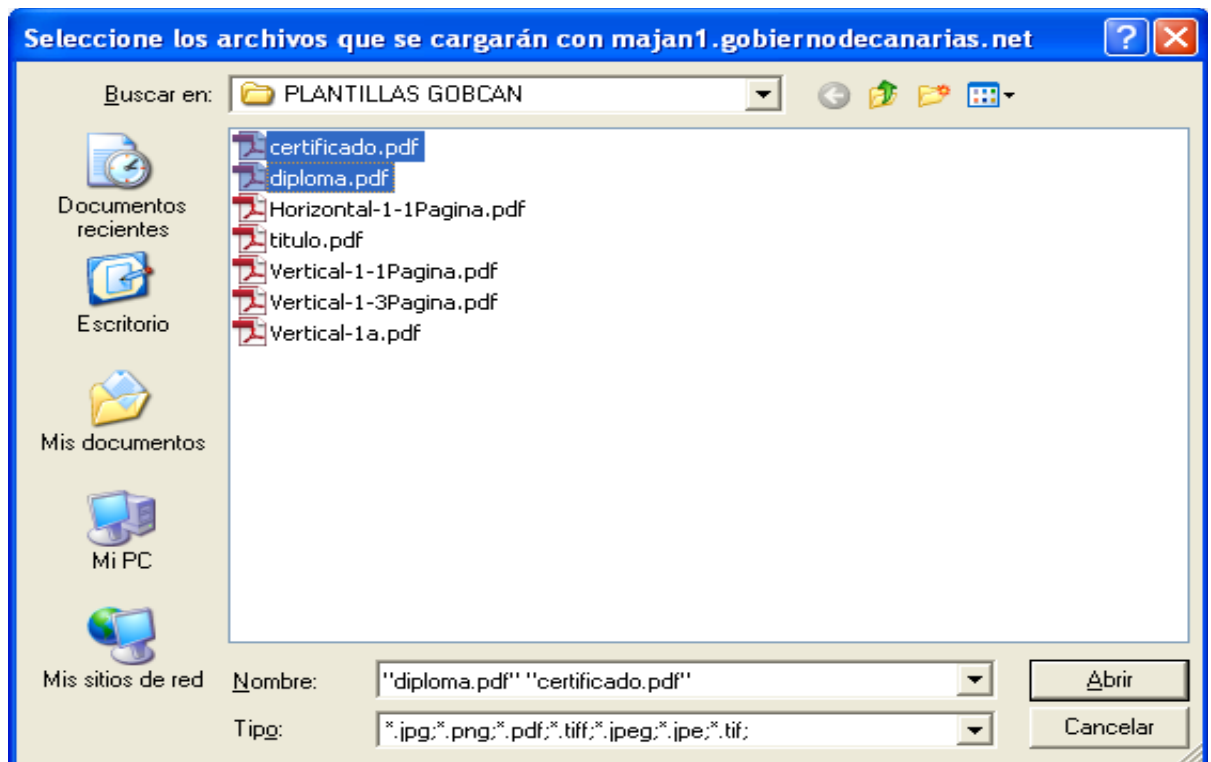 Seleccione los archivos que se cargarán con majan1.gobiernodecanarias.net
Buscar en: PLANTILLAS GOBCAN
Documentos recientes
Escritorio
Mis documentos
Mi PC
Mis sitios de red
certificado.pdf
diploma.pdf
Horizontal-1-1Pagina.pdf
titulo.pdf
Vertical-1-1Pagina.pdf
Vertical-1-3Pagina.pdf
Vertical-1a.pdf
Nombre: "diploma.pdf" "certificado.pdf" Abrir
Tipo: *.jpg;*.png;*.pdf;*.tiff;*.jpeg;*.jpe;*.tif; Cancelar